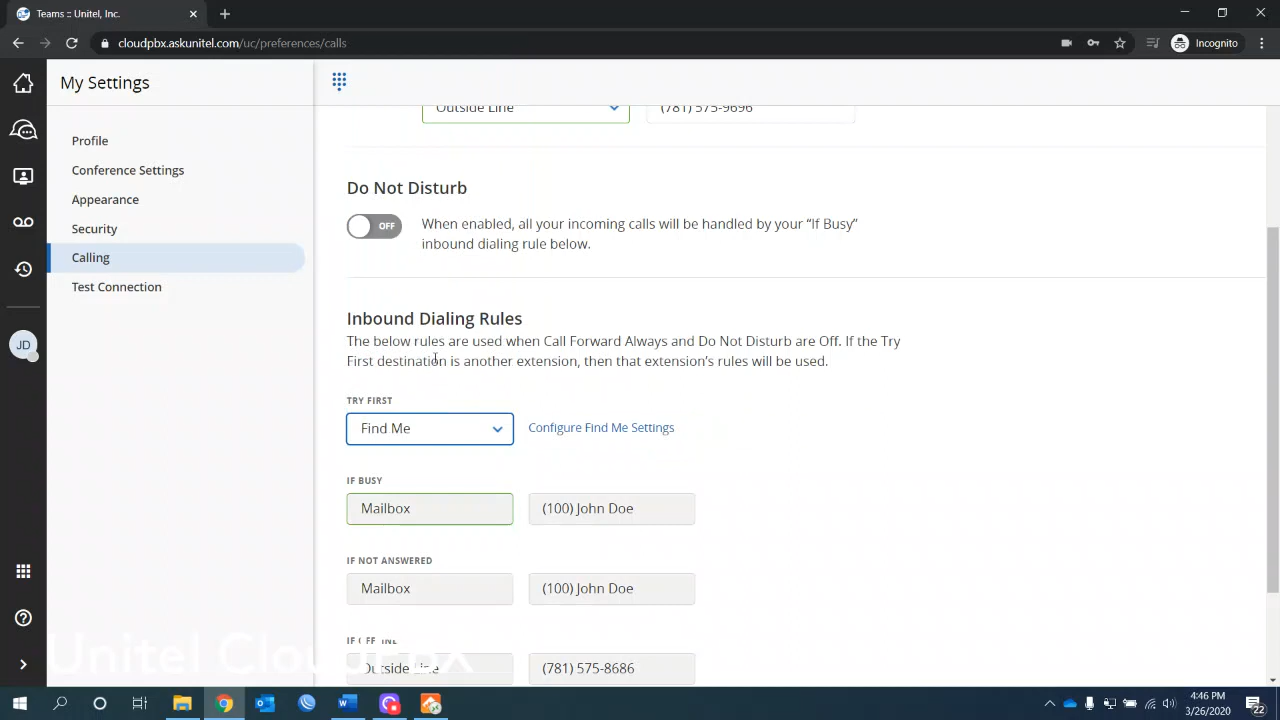 Teams :: Unitel, Inc.
cloudpbx.askunitel.com/uc/preferences/calls
Incognito
My Settings
Outside Line
(781) 575-9696
Profile
Conference Settings
Appearance
Security
Calling
Test Connection
JD
Do Not Disturb
OFF
When enabled, all your incoming calls will be handled by your “If Busy”
inbound dialing rule below.
Inbound Dialing Rules
The below rules are used when Call Forward Always and Do Not Disturb are Off. If the Try
First destination is another extension, then that extension’s rules will be used.
TRY FIRST
Find Me
Configure Find Me Settings
IF BUSY
Mailbox
(100) John Doe
IF NOT ANSWERED
Mailbox
(100) John Doe
IF OFFLINE
Outside Line
(781) 575-8686
Unitel CloudPBX
4:46 PM
3/26/2020
22